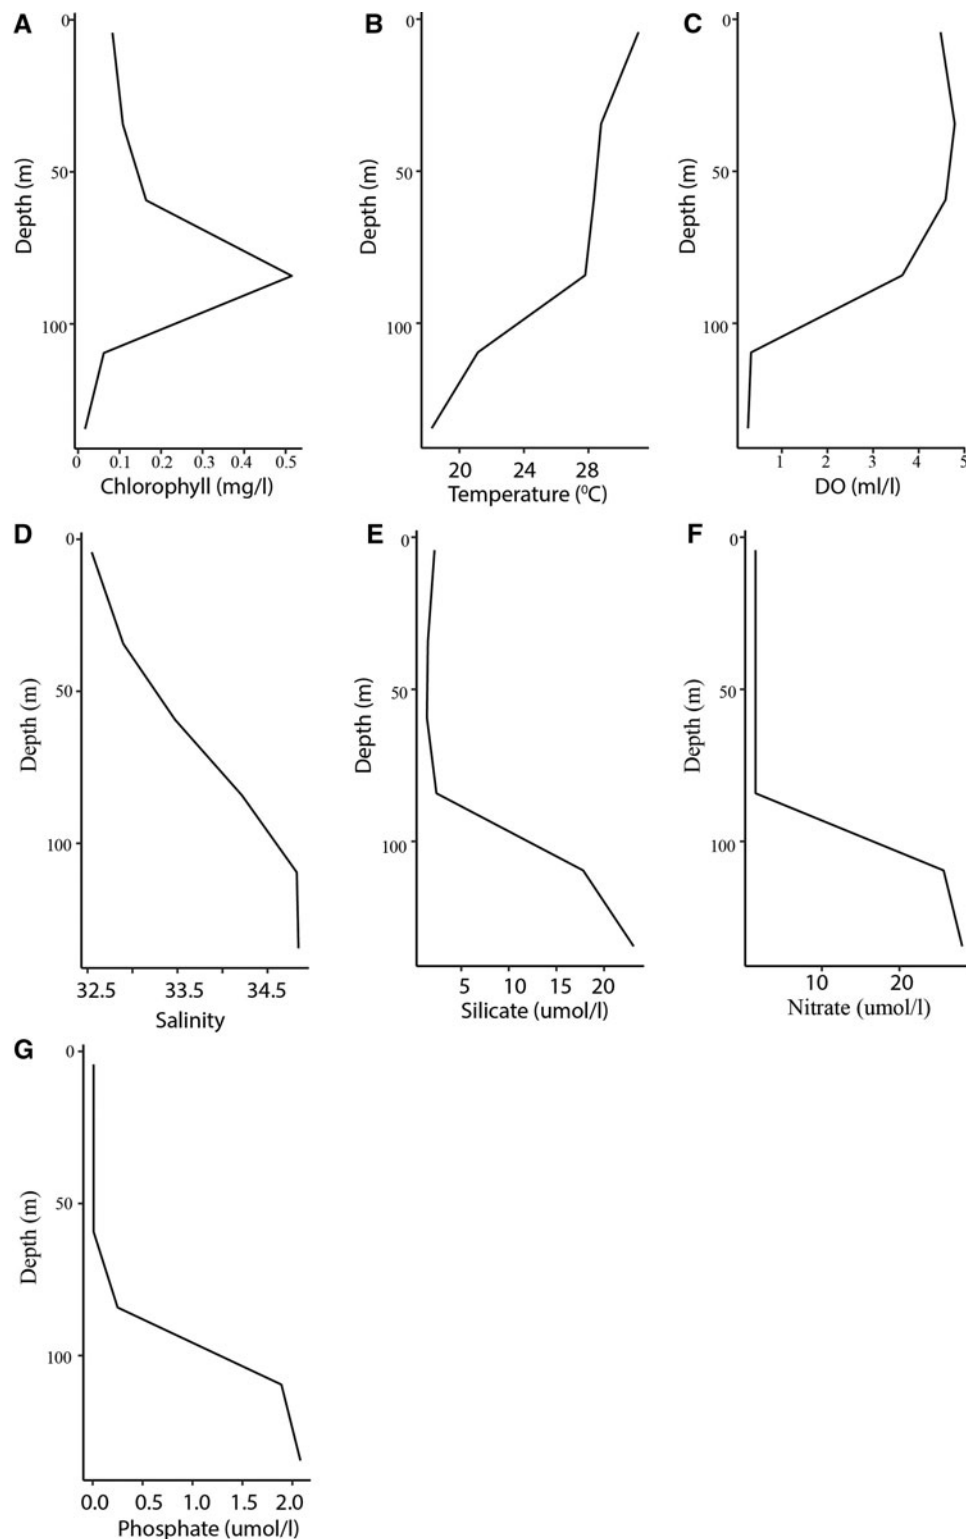 A
0
50
100
Depth (m)
0 0.1 0.2 0.3 0.4 0.5
Chlorophyll (mg/l)
B
0
50
100
Depth (m)
20 24 28
Temperature (⁰C)
C
0
50
100
Depth (m)
1 2 3 4 5
DO (ml/l)
D
0
50
100
Depth (m)
32.5 33.5 34.5
Salinity
E
0
50
100
Depth (m)
5 10 15 20
Silicate (umol/l)
F
0
50
100
Depth (m)
10 20
Nitrate (umol/l)
G
0
50
100
Depth (m)
0.0 0.5 1.0 1.5 2.0
Phosphate (umol/l)